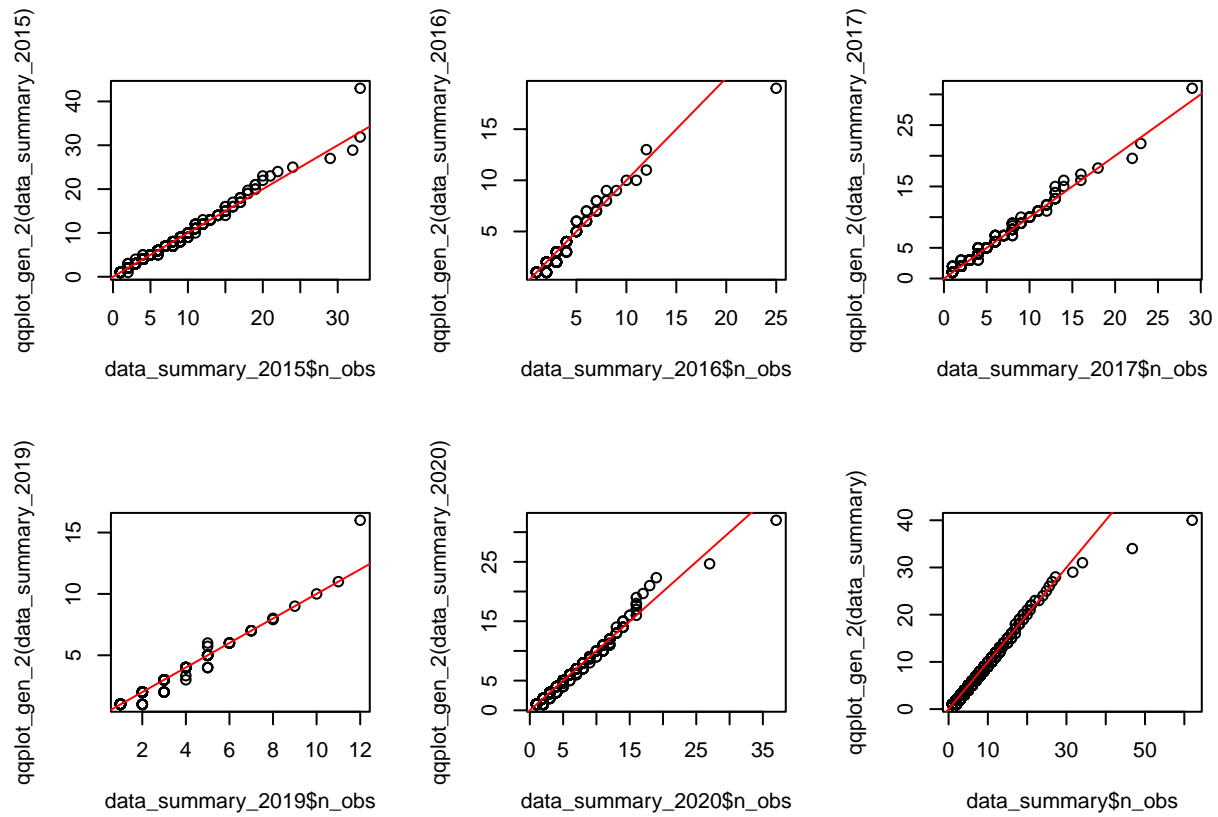 qqplot_gen_2(data_summary_2015)
40
30
20
10
0
0 5 10 20 30
data_summary_2015$n_obs
qqplot_gen_2(data_summary_2016)
15
10
5
5 10 15 20 25
data_summary_2016$n_obs
qqplot_gen_2(data_summary_2017)
25
15
5
0
0 5 10 15 20 25 30
data_summary_2017$n_obs
qqplot_gen_2(data_summary_2019)
15
10
5
2 4 6 8 10 12
data_summary_2019$n_obs
qqplot_gen_2(data_summary_2020)
25
15
5
0
0 5 15 25 35
data_summary_2020$n_obs
qqplot_gen_2(data_summary)
40
30
20
10
0
0 10 30 50
data_summary$n_obs